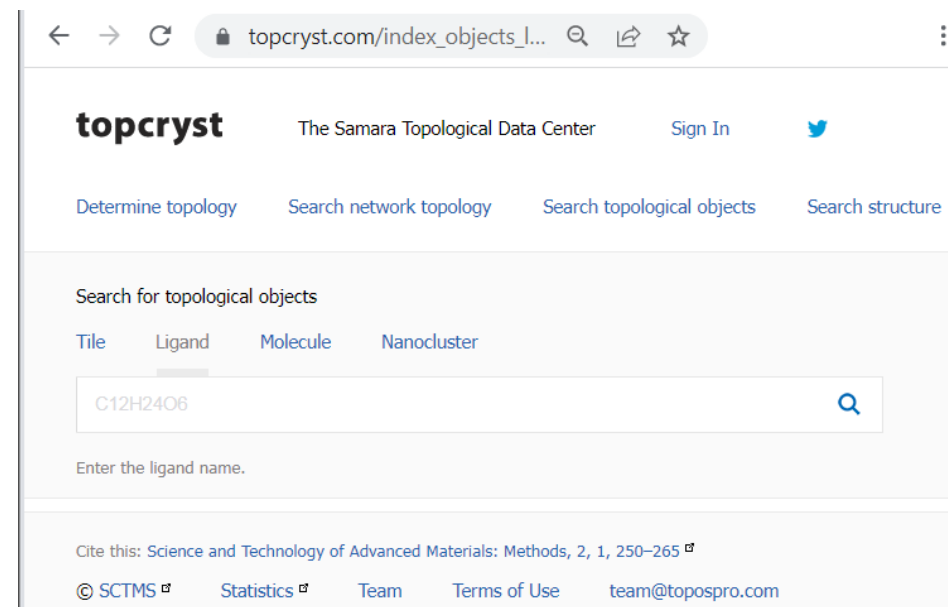 topcryst.com/index_objects_l...
topcryst The Samara Topological Data Center Sign In
Determine topology Search network topology Search topological objects Search structure
Search for topological objects
Tile Ligand Molecule Nanocluster
C12H24O6
Enter the ligand name.
Cite this: Science and Technology of Advanced Materials: Methods, 2, 1, 250–265
© SCTMS Statistics Team Terms of Use team@topospro.com